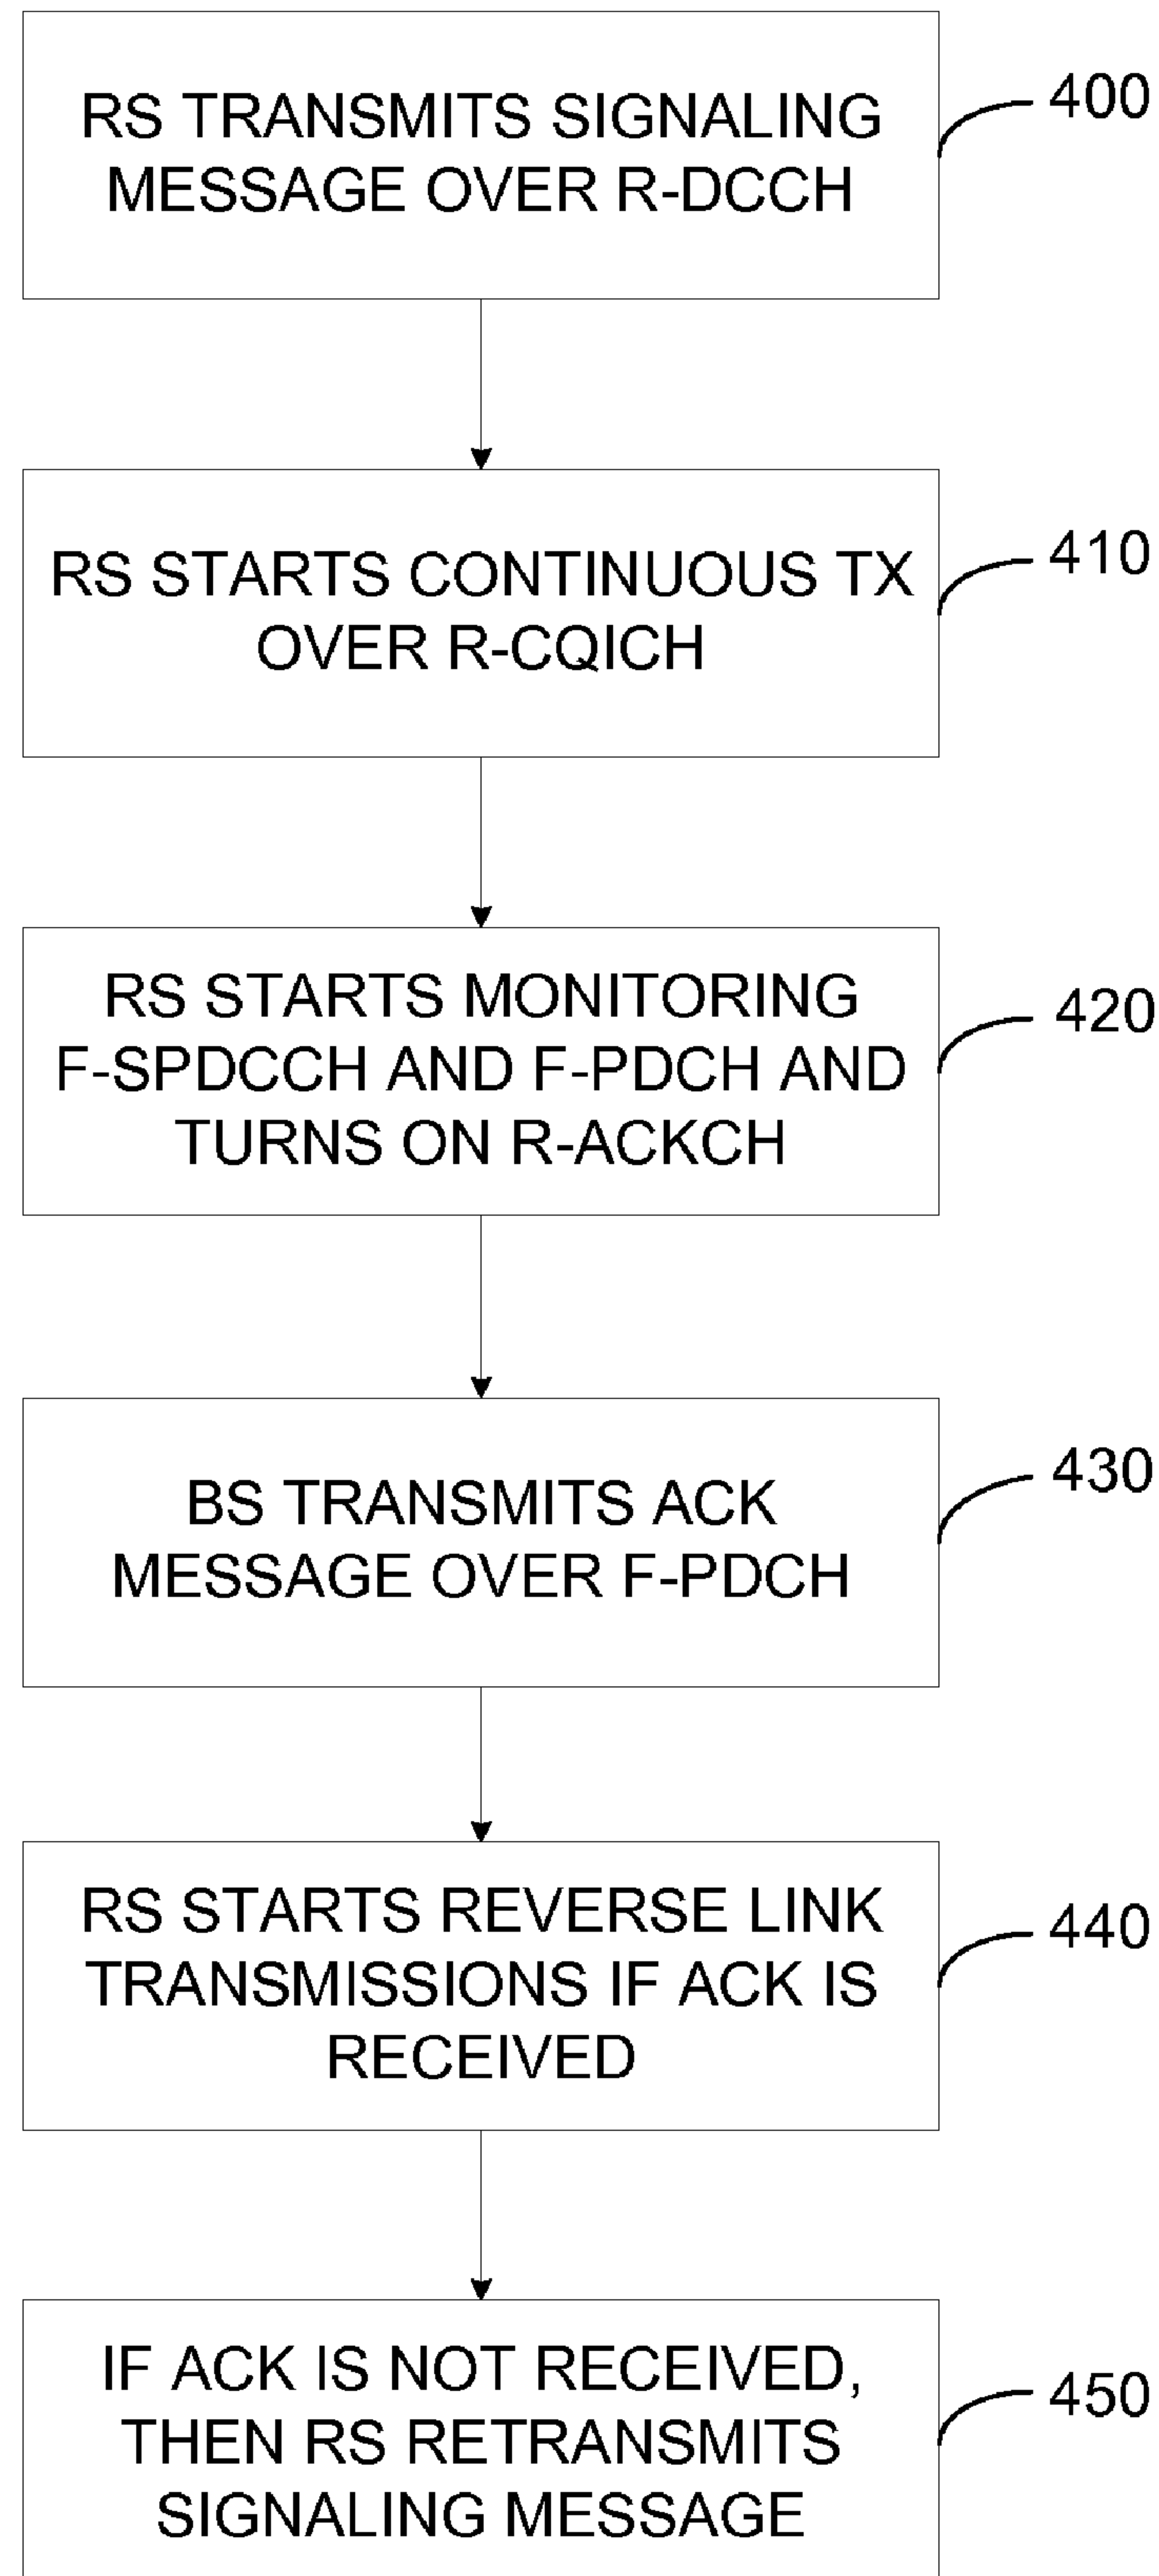 RS TRANSMITS SIGNALING
MESSAGE OVER R-DCCH
400
RS STARTS CONTINUOUS TX
OVER R-CQICH
410
RS STARTS MONITORING
F-SPDCCH AND F-PDCH AND
TURNS ON R-ACKCH
420
BS TRANSMITS ACK
MESSAGE OVER F-PDCH
430
RS STARTS REVERSE LINK
TRANSMISSIONS IF ACK IS
RECEIVED
440
IF ACK IS NOT RECEIVED,
THEN RS RETRANSMITS
SIGNALING MESSAGE
450